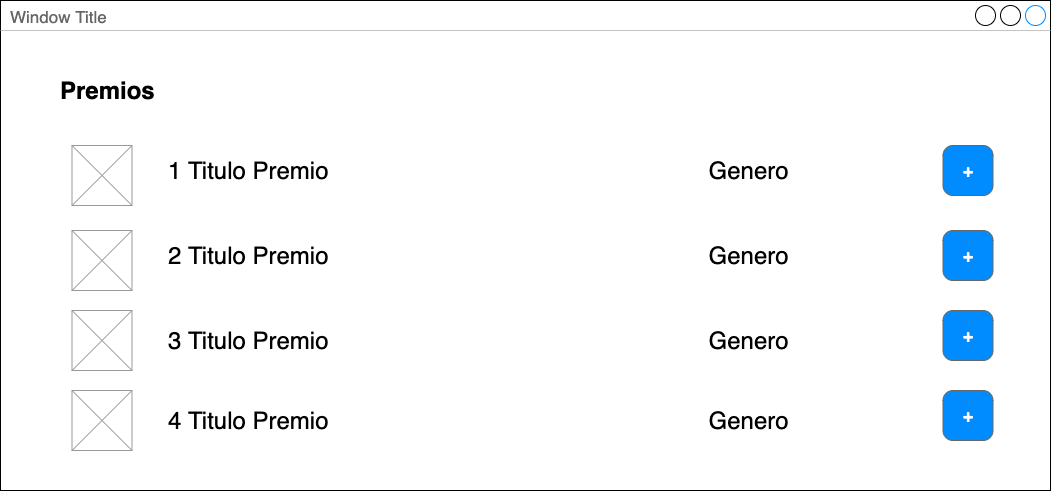 Window Title
Premios
1 Titulo Premio Genero +
2 Titulo Premio Genero +
3 Titulo Premio Genero +
4 Titulo Premio Genero +